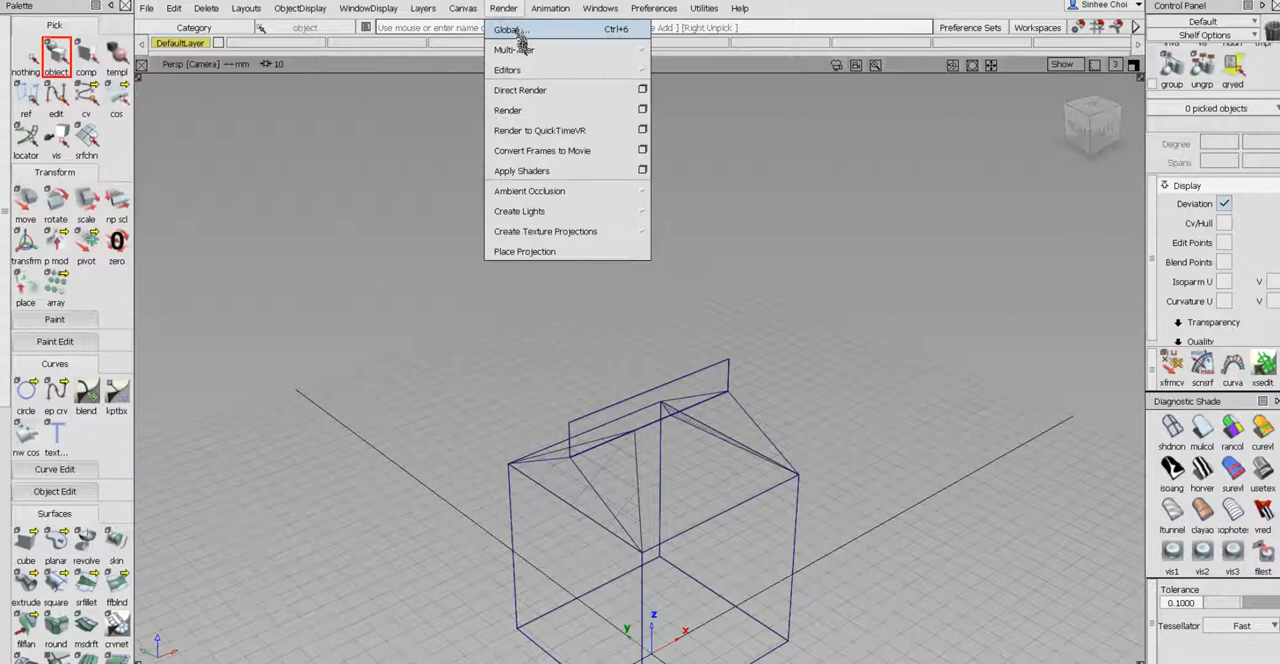 Palette
File Edit Delete Layouts ObjectDisplay WindowDisplay Layers Canvas Render Animation Windows Preferences Utilities Help
Sinhee Choi
Control Panel
Category
object
Use mouse or enter name o
Add ] [Right Unpick ]
Preference Sets
Workspaces
Default
DefaultLayer
Persp [Camera] mm 10
Show
3
Global...
Ctrl+6
Editors
Direct Render
Render
Render to QuickTimeVR
Convert Frames to Movie
Apply Shaders
Ambient Occlusion
Create Lights
Create Texture Projections
Place Projection
Pick
nothing object comp templ
ref edit cv cos
locator vis srfchn
Transform
move rotate scale np scl
transfrm p mod pivot zero
place array
Paint
Paint Edit
Curves
circle ep crv blend kptbx
nw cos text...
Curve Edit
Object Edit
Surfaces
cube planar revolve skin
extrude square srfillet ffblnd
filflan round msdrft crvnet
z
y
x
Shelf Options
group ungrp qryed
0 picked objects
Degree
Spans
Display
Deviation
Cv/Hull
Edit Points
Blend Points
Isoparm U V
Curvature U V
Transparency
Quality
xfrmcv scnsrf curva xsedit
Diagnostic Shade
shdnon mulcol rancol curevl
isoang horver surevl usetex
ltunnel clayao sophotes vred
vis1 vis2 vis3 filest
Tolerance
0.1000
Tessellator Fast